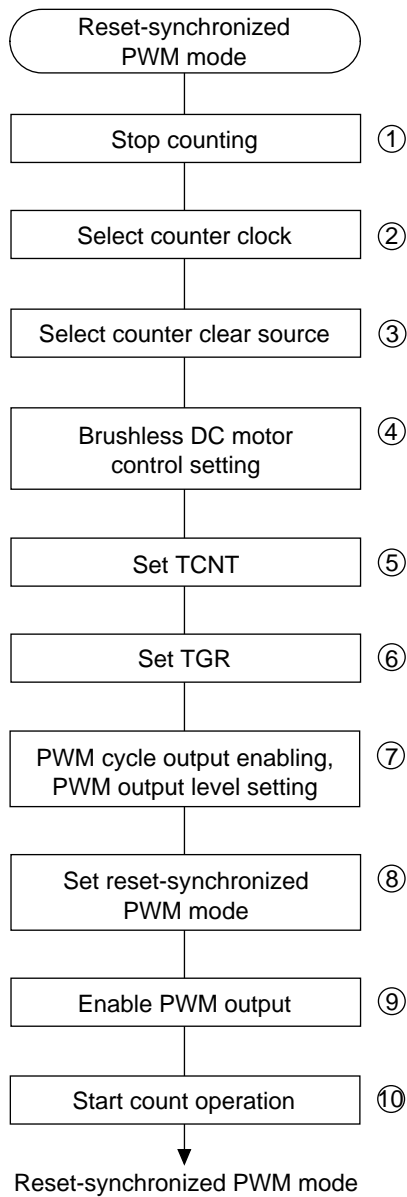 Reset-synchronized
PWM mode
Stop counting
①
Select counter clock
②
Select counter clear source
③
Brushless DC motor
control setting
④
Set TCNT
⑤
Set TGR
⑥
PWM cycle output enabling,
PWM output level setting
⑦
Set reset-synchronized
PWM mode
⑧
Enable PWM output
⑨
Start count operation
⑩
Reset-synchronized PWM mode